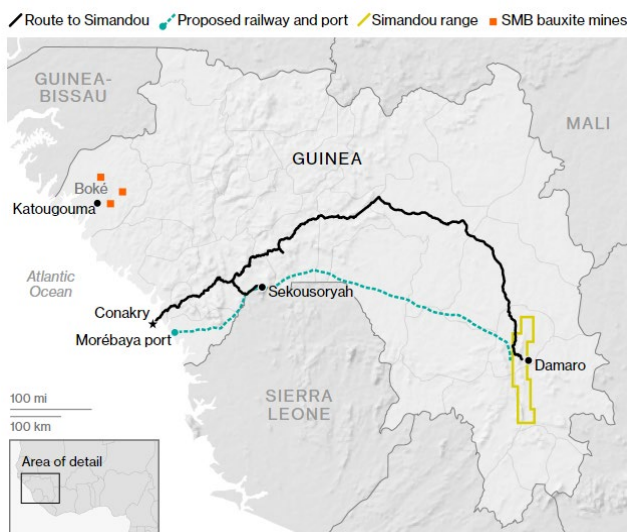 Route to Simandou
Proposed railway and port
Simandou range
SMB bauxite mines
GUINEA-
BISSAU
MALI
GUINEA
Boké
Katougouma
Atlantic
Ocean
Sekousoryah
Conakry
Morébaya port
Damaro
SIERRA
LEONE
100 mi
100 km
Area of detail